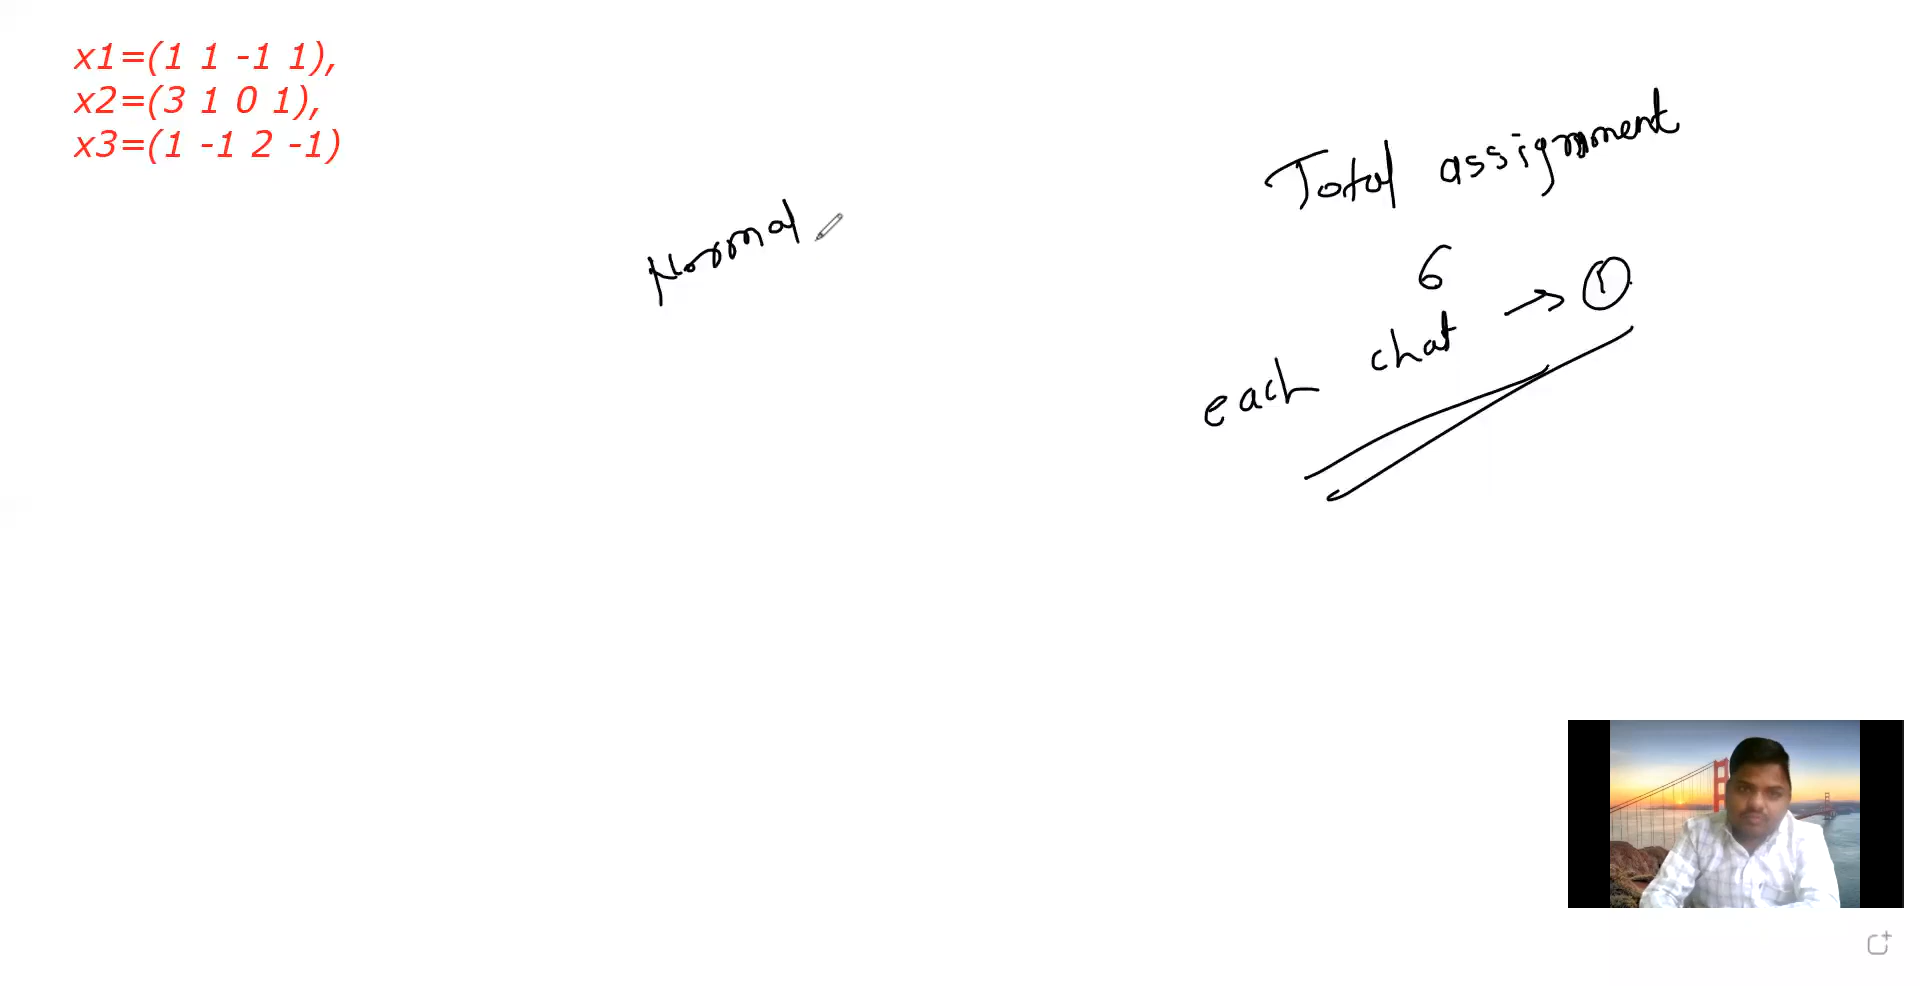 x1=(1 1 -1 1),
x2=(3 1 0 1),
x3=(1 -1 2 -1)
Normal
Total assignment
6
each chat → 1